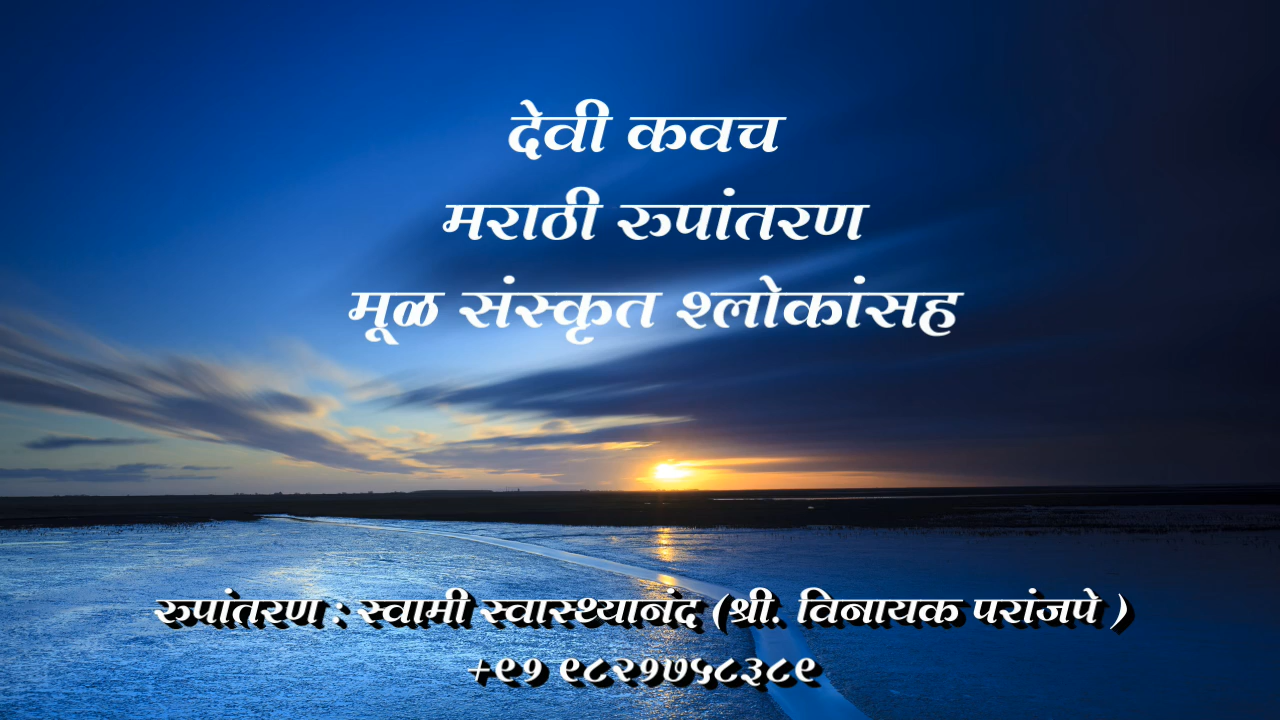 देवी कवच
मराठी रुपांतरण
मूळ संस्कृत श्लोकांसह
रुपांतरण : स्वामी स्वास्थ्यानंद (श्री. विनायक परांजपे )
+९१ ९८२१७५८३८९